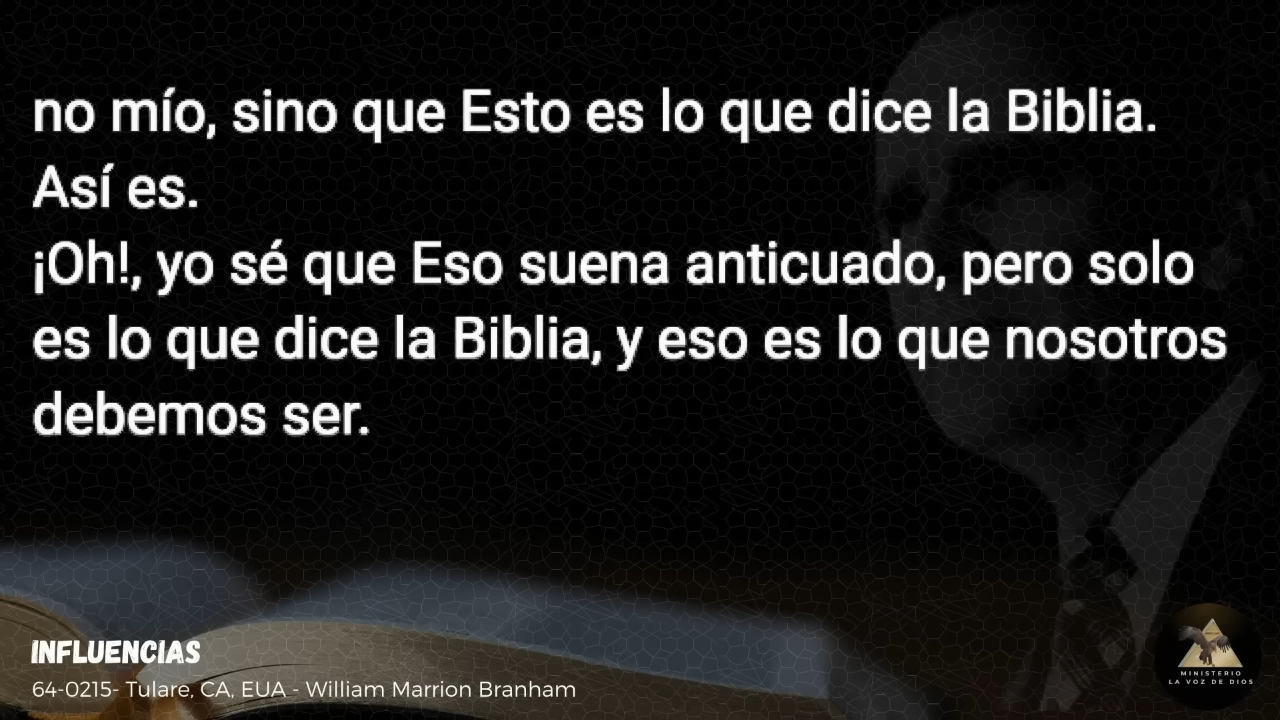 no mío, sino que Esto es lo que dice la Biblia.
Así es.
¡Oh!, yo sé que Eso suena anticuado, pero solo
es lo que dice la Biblia, y eso es lo que nosotros
debemos ser.
INFLUENCIAS
64-0215- Tulare, CA, EUA - William Marrion Branham
MINISTERIO
LA VOZ DE DIOS